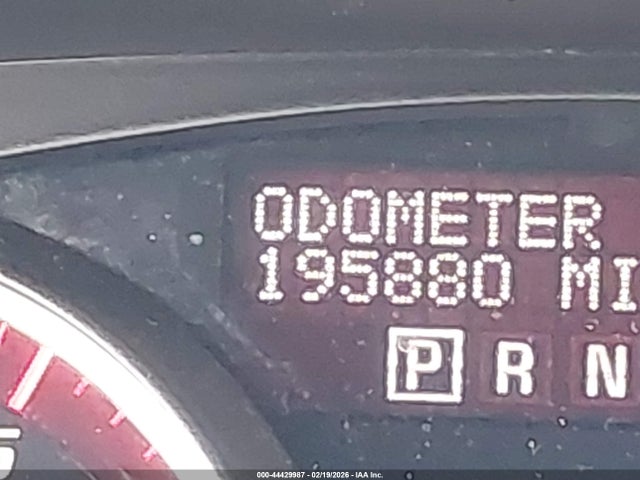 ODOMETER
195880 MI
P R N
000-44429987 - 02/19/2026 - IAA Inc.